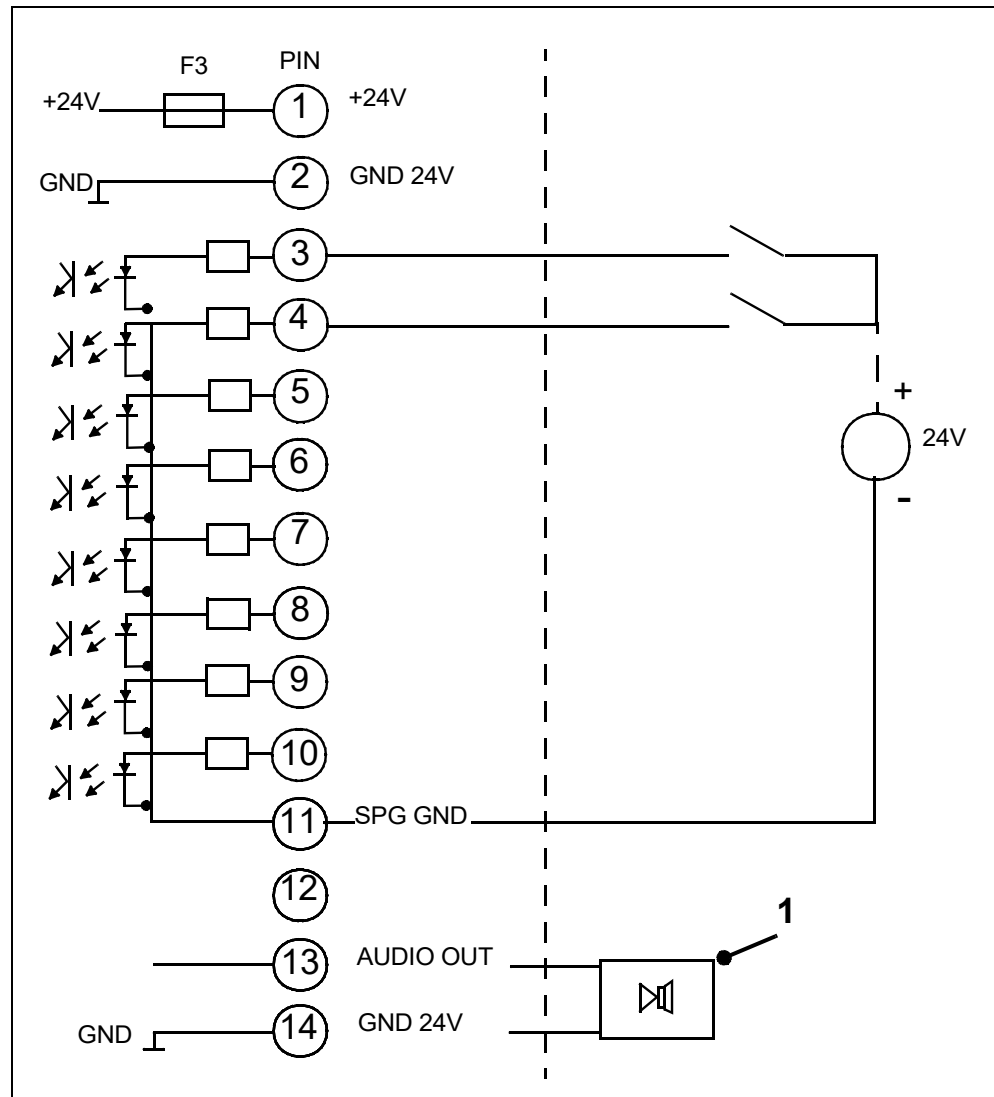 F3
PIN
+24V
1
+24V
GND
2
GND 24V
3
4
5
+
6
24V
-
7
8
9
10
11
SPG GND
12
1
13
AUDIO OUT
GND
14
GND 24V